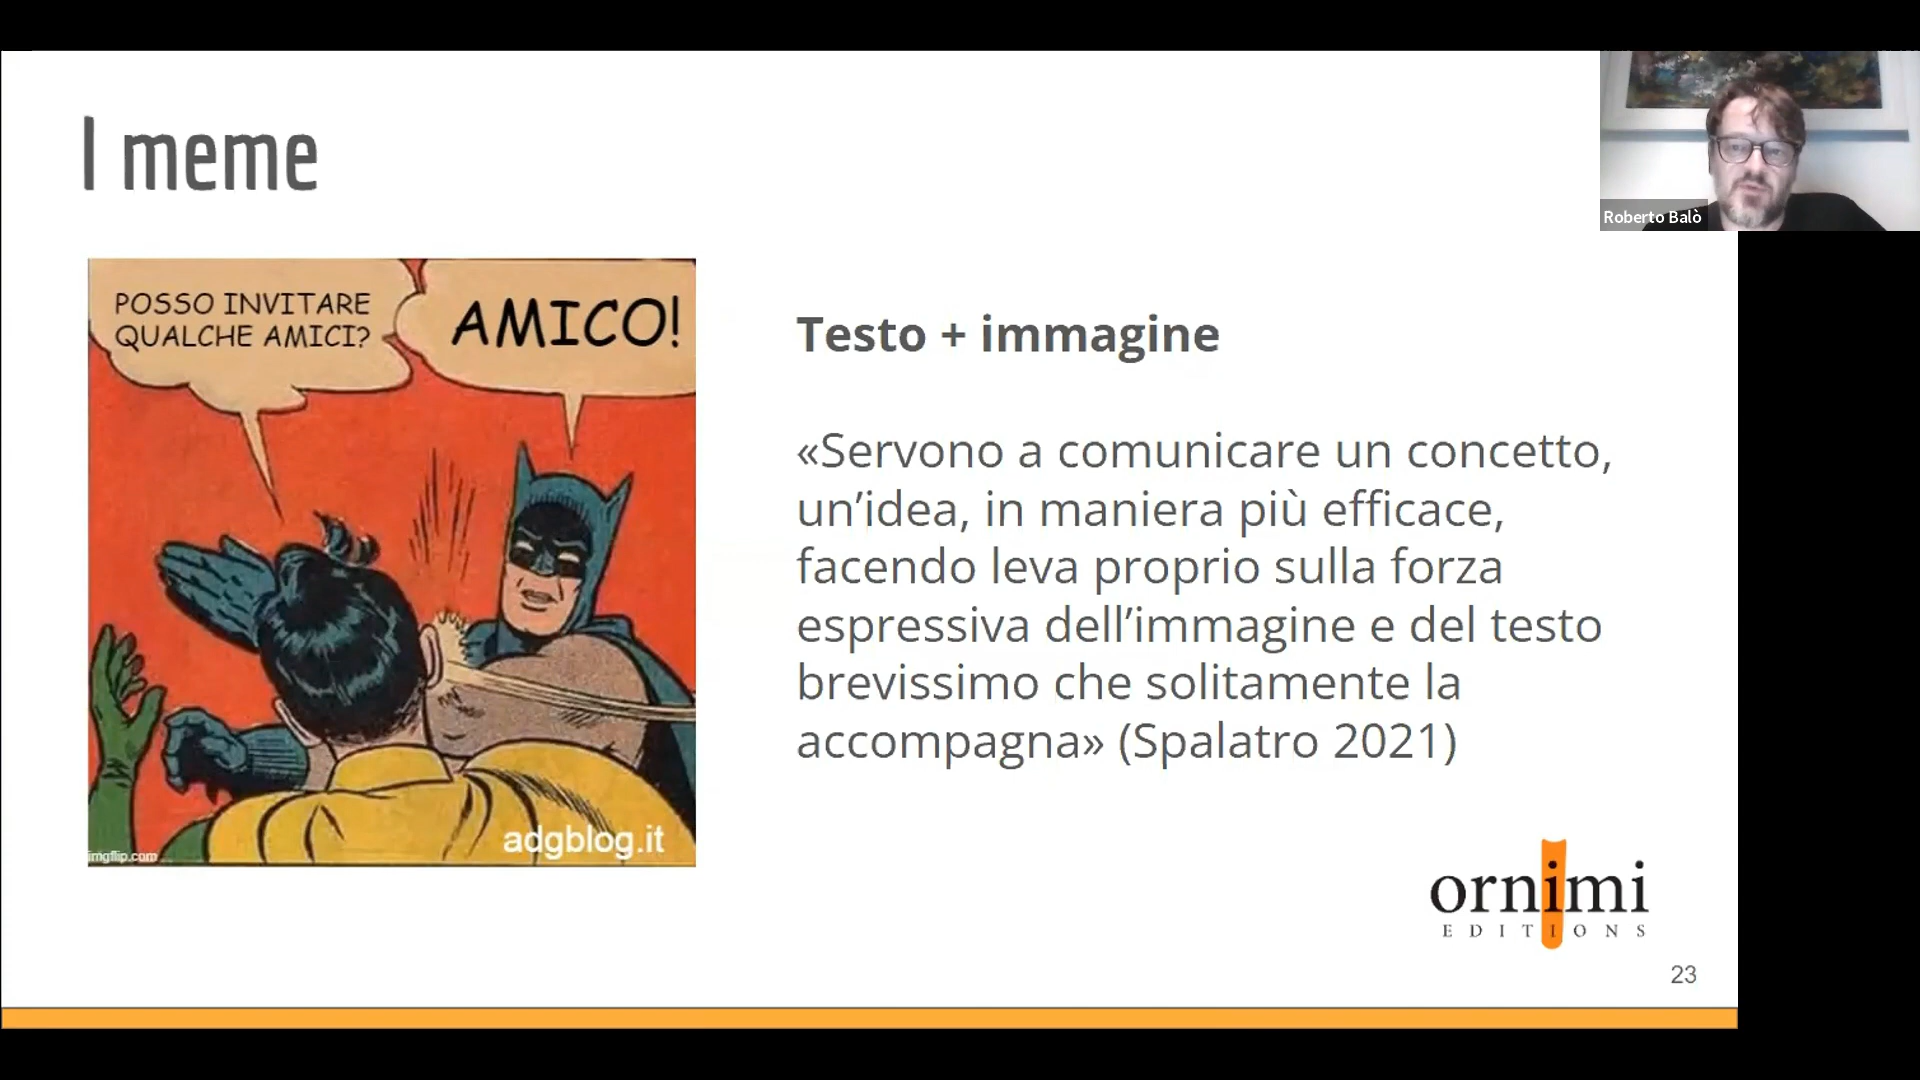 I meme
Roberto Balò
POSSO INVITARE
QUALCHE AMICI?
AMICO!
adgblog.it
imgflip.com
Testo + immagine
«Servono a comunicare un concetto,
un’idea, in maniera più efficace,
facendo leva proprio sulla forza
espressiva dell’immagine e del testo
brevissimo che solitamente la
accompagna» (Spalatro 2021)
ornimi
EDITIONS
23